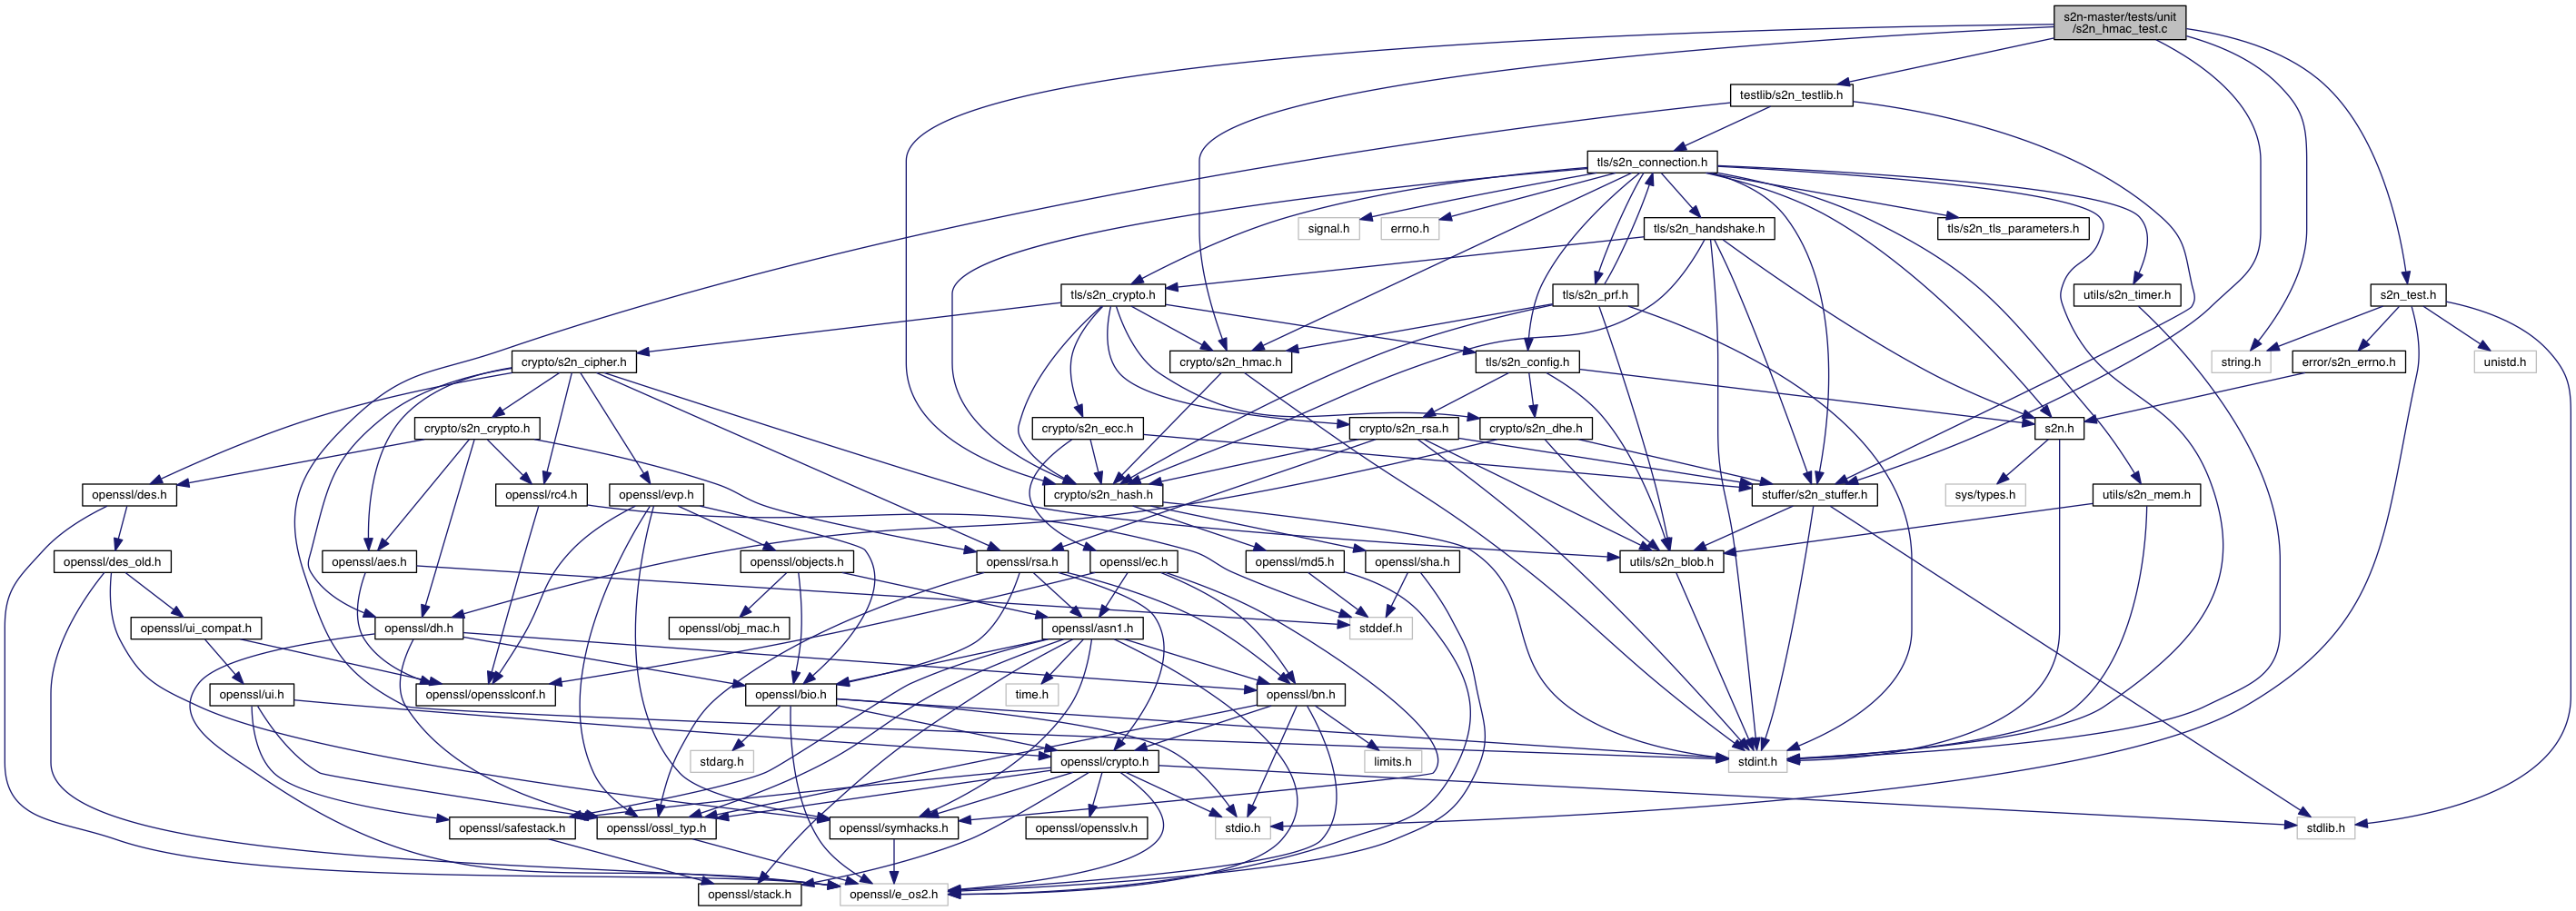 s2n-master/tests/unit
/s2n_hmac_test.c
testlib/s2n_testlib.h
tls/s2n_connection.h
signal.h
errno.h
tls/s2n_handshake.h
tls/s2n_tls_parameters.h
tls/s2n_crypto.h
tls/s2n_prf.h
utils/s2n_timer.h
s2n_test.h
crypto/s2n_cipher.h
crypto/s2n_hmac.h
tls/s2n_config.h
string.h
error/s2n_errno.h
unistd.h
crypto/s2n_crypto.h
crypto/s2n_ecc.h
crypto/s2n_rsa.h
crypto/s2n_dhe.h
s2n.h
openssl/des.h
openssl/rc4.h
openssl/evp.h
crypto/s2n_hash.h
stuffer/s2n_stuffer.h
sys/types.h
utils/s2n_mem.h
openssl/des_old.h
openssl/aes.h
openssl/objects.h
openssl/rsa.h
openssl/ec.h
openssl/md5.h
openssl/sha.h
utils/s2n_blob.h
openssl/ui_compat.h
openssl/dh.h
openssl/obj_mac.h
openssl/asn1.h
stddef.h
openssl/ui.h
openssl/opensslconf.h
openssl/bio.h
time.h
openssl/bn.h
stdarg.h
openssl/crypto.h
limits.h
stdint.h
openssl/safestack.h
openssl/ossl_typ.h
openssl/symhacks.h
openssl/opensslv.h
stdio.h
stdlib.h
openssl/stack.h
openssl/e_os2.h